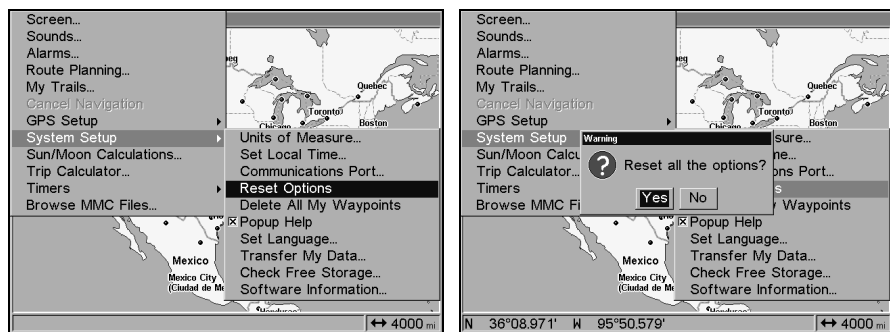 Screen…
Sounds…
Alarms…
Route Planning…
My Trails…
Cancel Navigation
GPS Setup
System Setup
Sun/Moon Calculations…
Trip Calculator…
Timers
Browse MMC Files…
Units of Measure…
Set Local Time…
Communications Port…
Reset Options
Delete All My Waypoints
Popup Help
Set Language…
Transfer My Data…
Check Free Storage…
Software Information…
Quebec
Toronto
Boston
Mexico
Mexico City
(Ciudad de Me
4000 mi
Screen…
Sounds…
Alarms…
Route Planning…
My Trails…
Cancel Navigation
GPS Setup
System Setup
Sun/Moon Calcu
Trip Calculator…
Timers
Browse MMC Fi
Warning
Reset all the options?
Yes No
sure…
me…
ons Port…
s
y Waypoints
Popup Help
Set Language…
Transfer My Data…
Check Free Storage…
Software Information…
Quebec
Toronto
Boston
Mexico
Mexico City
(Ciudad de Me
N 36°08.971' W 95°50.579'
4000 mi